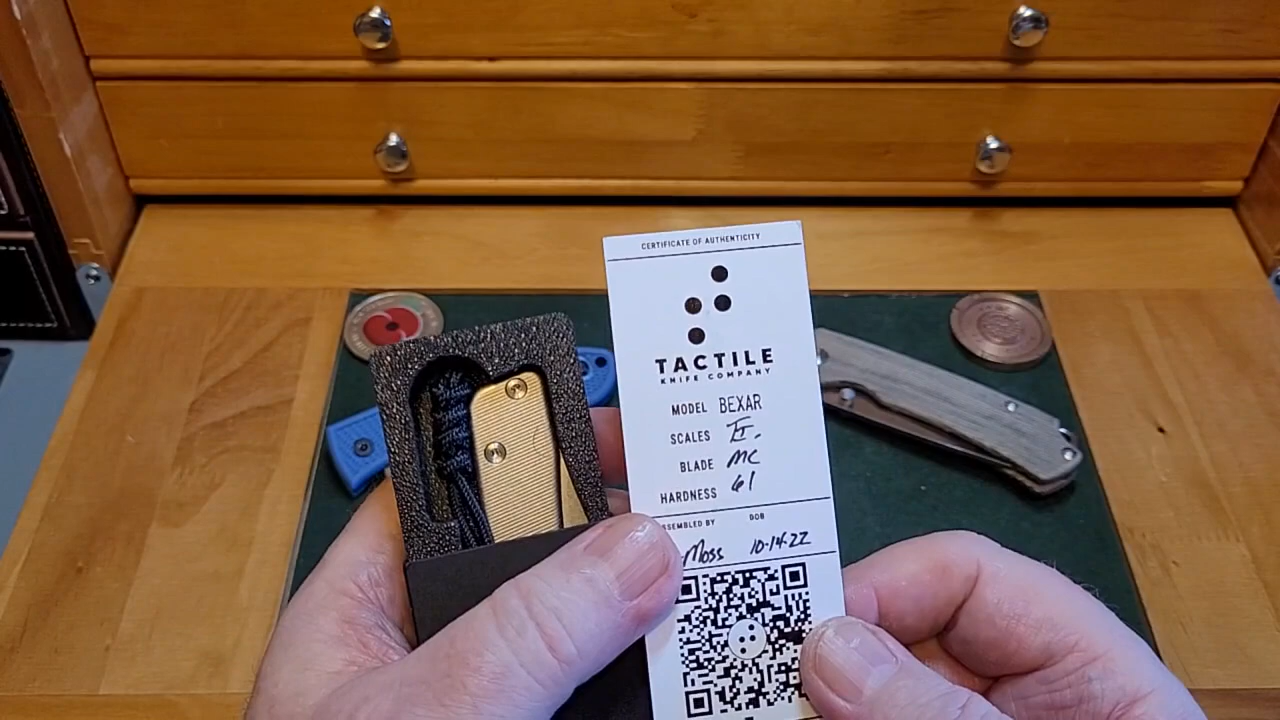 CERTIFICATE OF AUTHENTICITY
TACTILE
KNIFE COMPANY
MODEL BEXAR
SCALES
BLADE MC
HARDNESS 61
ASSEMBLED BY DOB
Moss 10-14-22